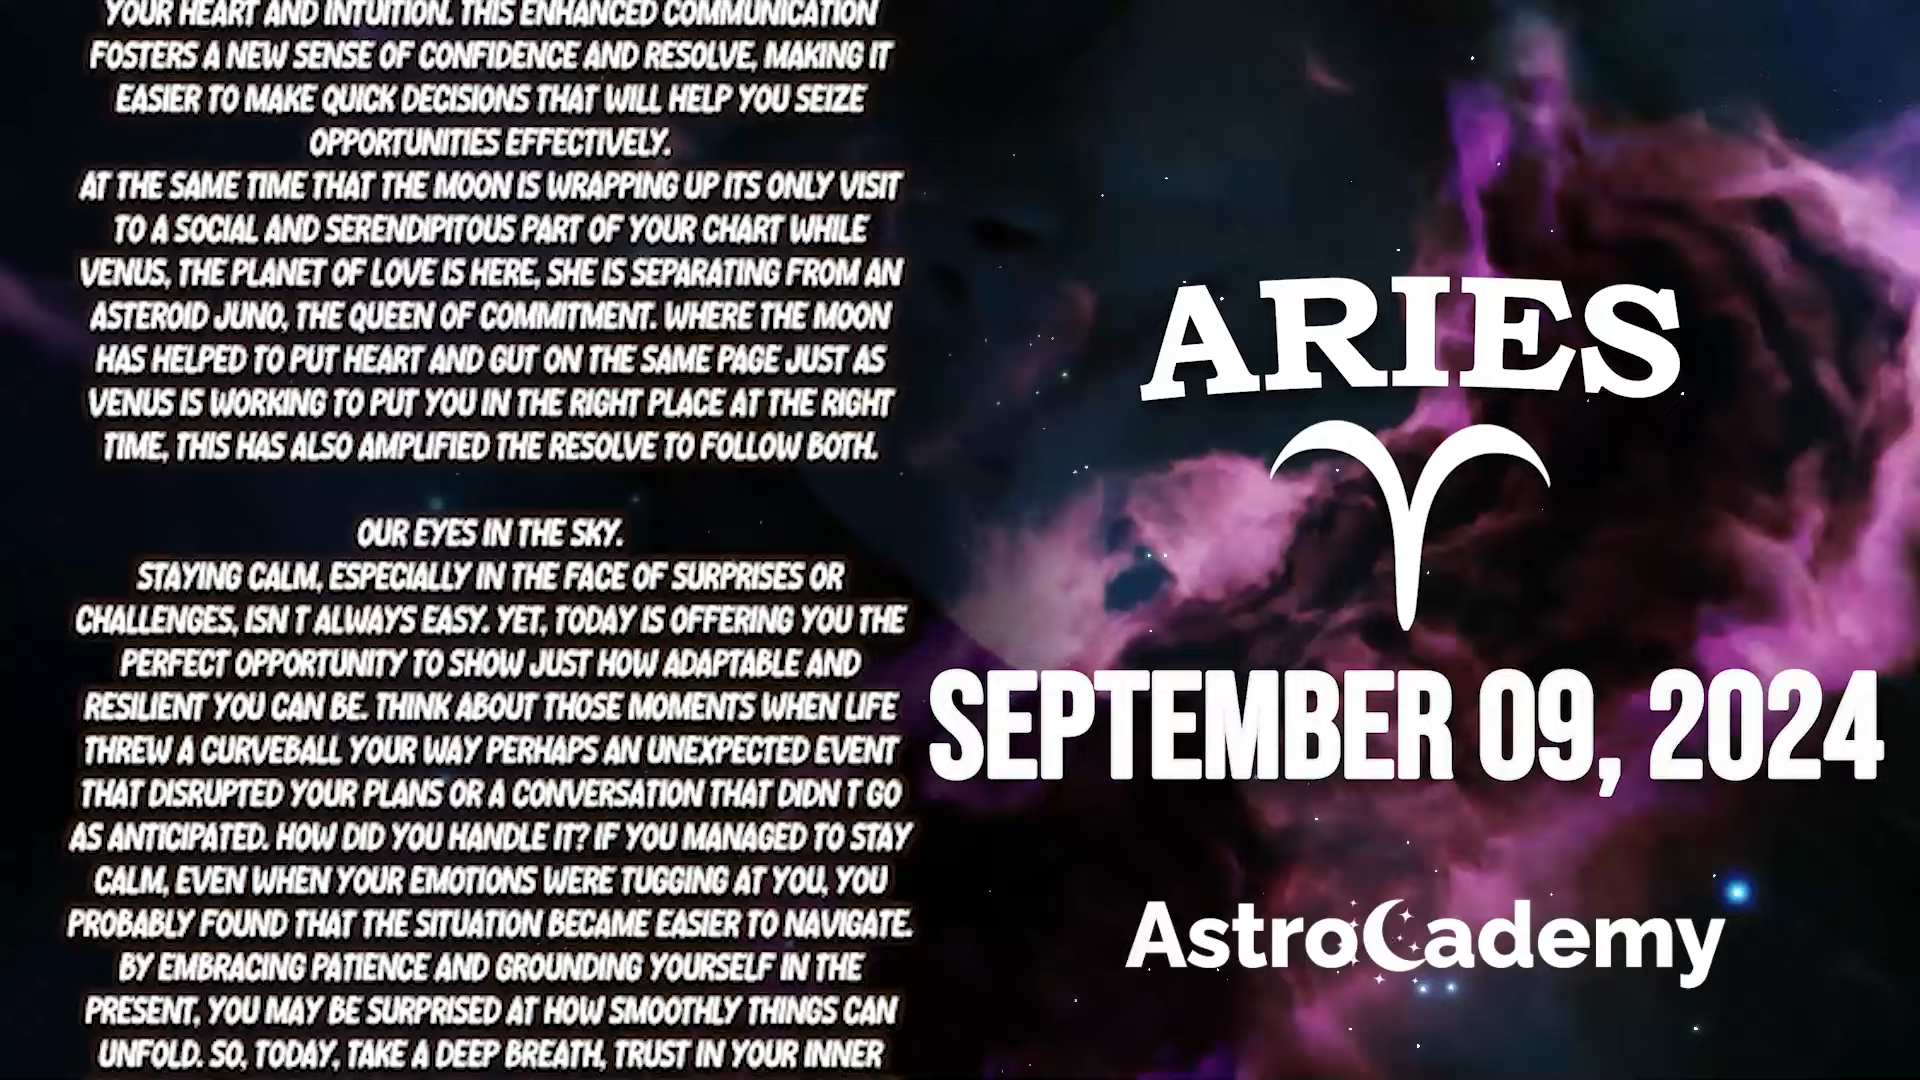 YOUR HEART AND INTUITION. THIS ENHANCED COMMUNICATION
FOSTERS A NEW SENSE OF CONFIDENCE AND RESOLVE, MAKING IT
EASIER TO MAKE QUICK DECISIONS THAT WILL HELP YOU SEIZE
OPPORTUNITIES EFFECTIVELY.
AT THE SAME TIME THAT THE MOON IS WRAPPING UP ITS ONLY VISIT
TO A SOCIAL AND SERENDIPITOUS PART OF YOUR CHART WHILE
VENUS, THE PLANET OF LOVE IS HERE, SHE IS SEPARATING FROM AN
ASTEROID JUNO, THE QUEEN OF COMMITMENT. WHERE THE MOON
HAS HELPED TO PUT HEART AND GUT ON THE SAME PAGE JUST AS
VENUS IS WORKING TO PUT YOU IN THE RIGHT PLACE AT THE RIGHT
TIME, THIS HAS ALSO AMPLIFIED THE RESOLVE TO FOLLOW BOTH.
OUR EYES IN THE SKY.
STAYING CALM, ESPECIALLY IN THE FACE OF SURPRISES OR
CHALLENGES, ISN T ALWAYS EASY. YET, TODAY IS OFFERING YOU THE
PERFECT OPPORTUNITY TO SHOW JUST HOW ADAPTABLE AND
RESILIENT YOU CAN BE. THINK ABOUT THOSE MOMENTS WHEN LIFE
THREW A CURVEBALL YOUR WAY PERHAPS AN UNEXPECTED EVENT
THAT DISRUPTED YOUR PLANS OR A CONVERSATION THAT DIDN T GO
AS ANTICIPATED. HOW DID YOU HANDLE IT? IF YOU MANAGED TO STAY
CALM, EVEN WHEN YOUR EMOTIONS WERE TUGGING AT YOU, YOU
PROBABLY FOUND THAT THE SITUATION BECAME EASIER TO NAVIGATE.
BY EMBRACING PATIENCE AND GROUNDING YOURSELF IN THE
PRESENT, YOU MAY BE SURPRISED AT HOW SMOOTHLY THINGS CAN
UNFOLD. SO, TODAY, TAKE A DEEP BREATH, TRUST IN YOUR INNER
ARIES
SEPTEMBER 09, 2024
AstroCademy